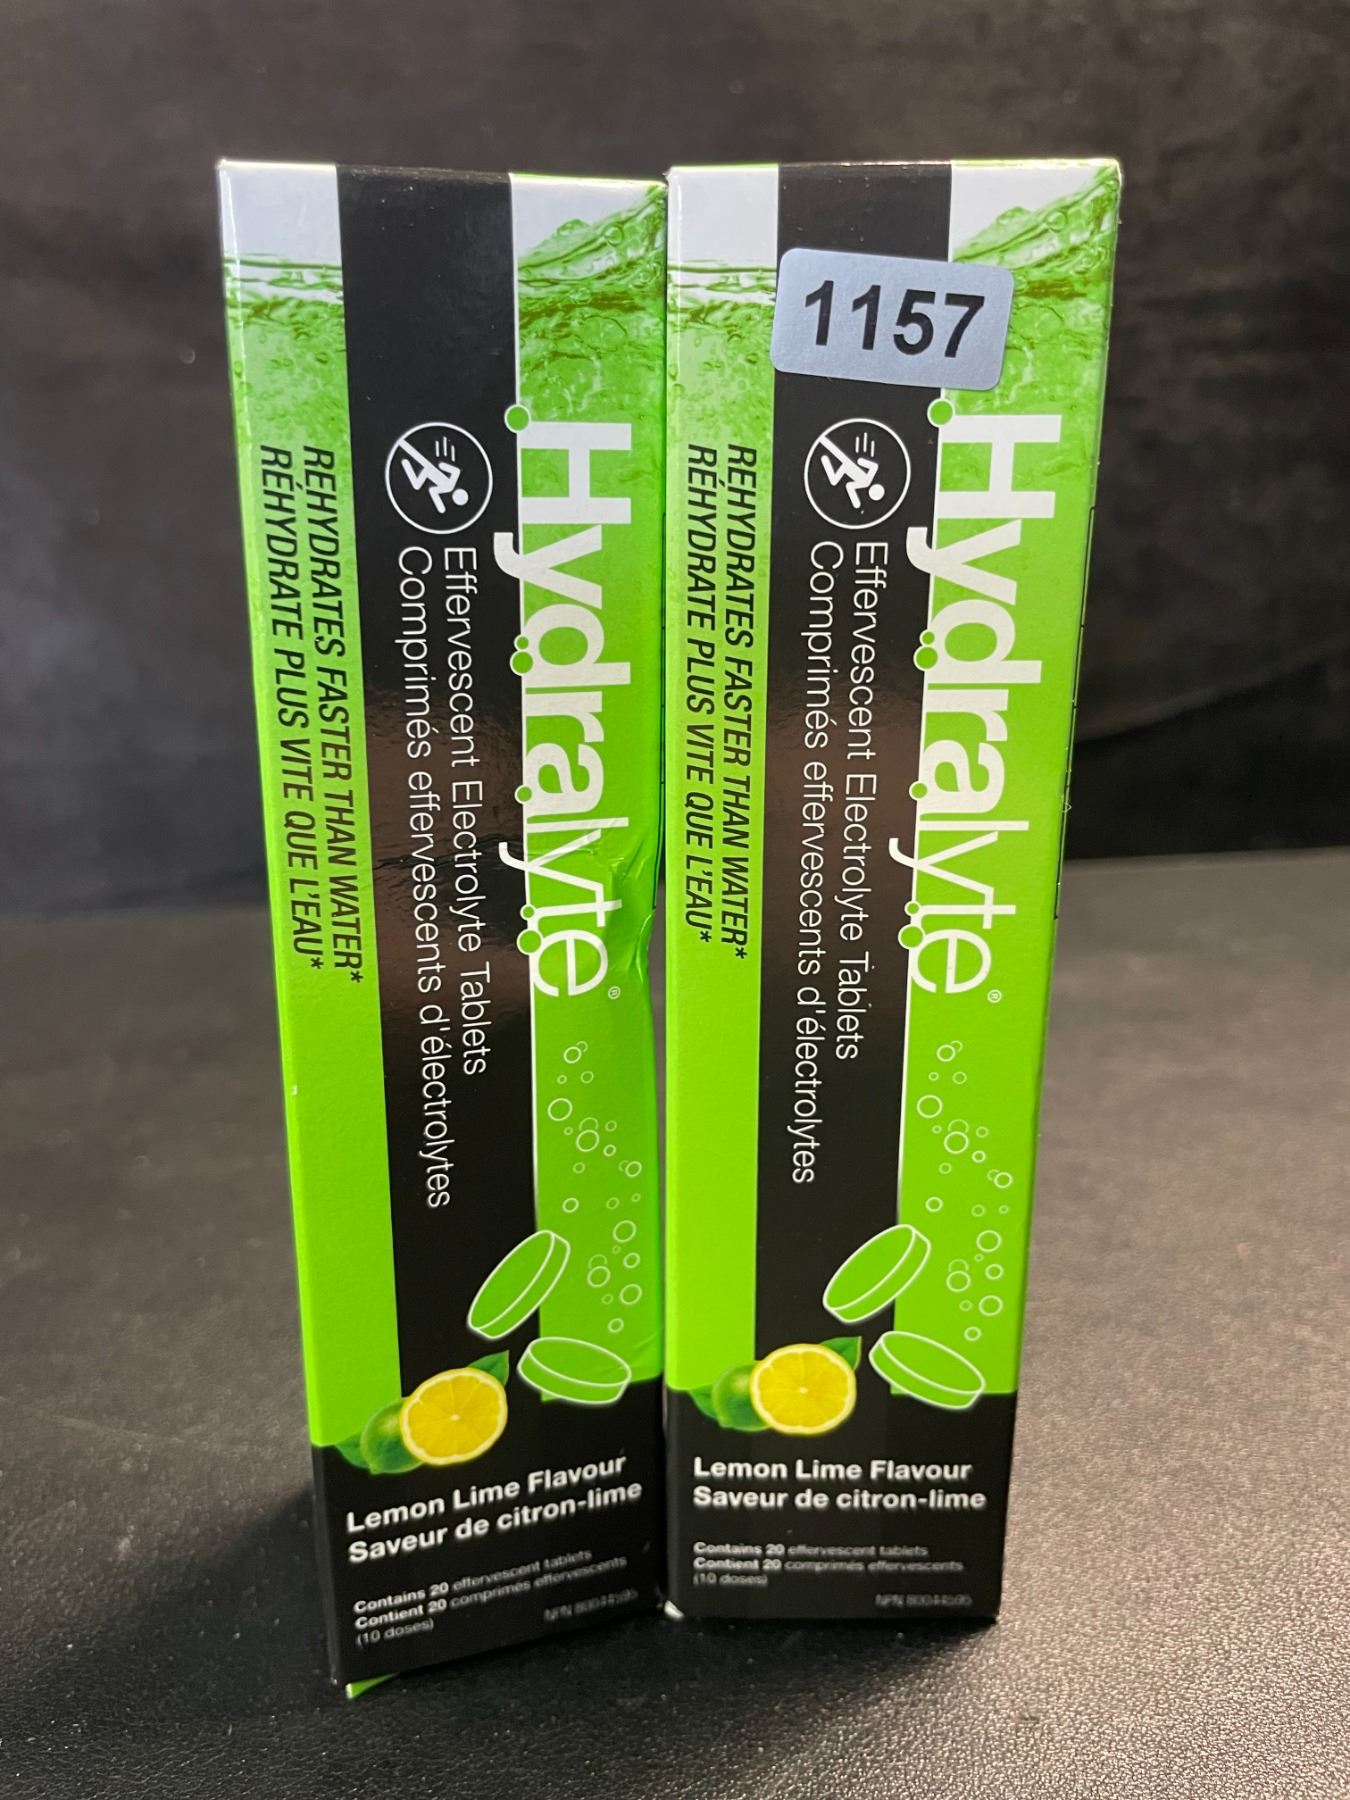 Hydralyte®
Effervescent Electrolyte Tablets
Comprimés effervescents d'électrolytes
REHYDRATES FASTER THAN WATER*
RÉHYDRATE PLUS VITE QUE L'EAU*
Lemon Lime Flavour
Saveur de citron-lime
Contains 20 effervescent tablets
Contient 20 comprimés effervescents
(10 doses)
1157
Hydralyte®
Effervescent Electrolyte Tablets
Comprimés effervescents d'électrolytes
REHYDRATES FASTER THAN WATER*
RÉHYDRATE PLUS VITE QUE L'EAU*
Lemon Lime Flavour
Saveur de citron-lime
Contains 20 effervescent tablets
Contient 20 comprimés effervescents
(10 doses)